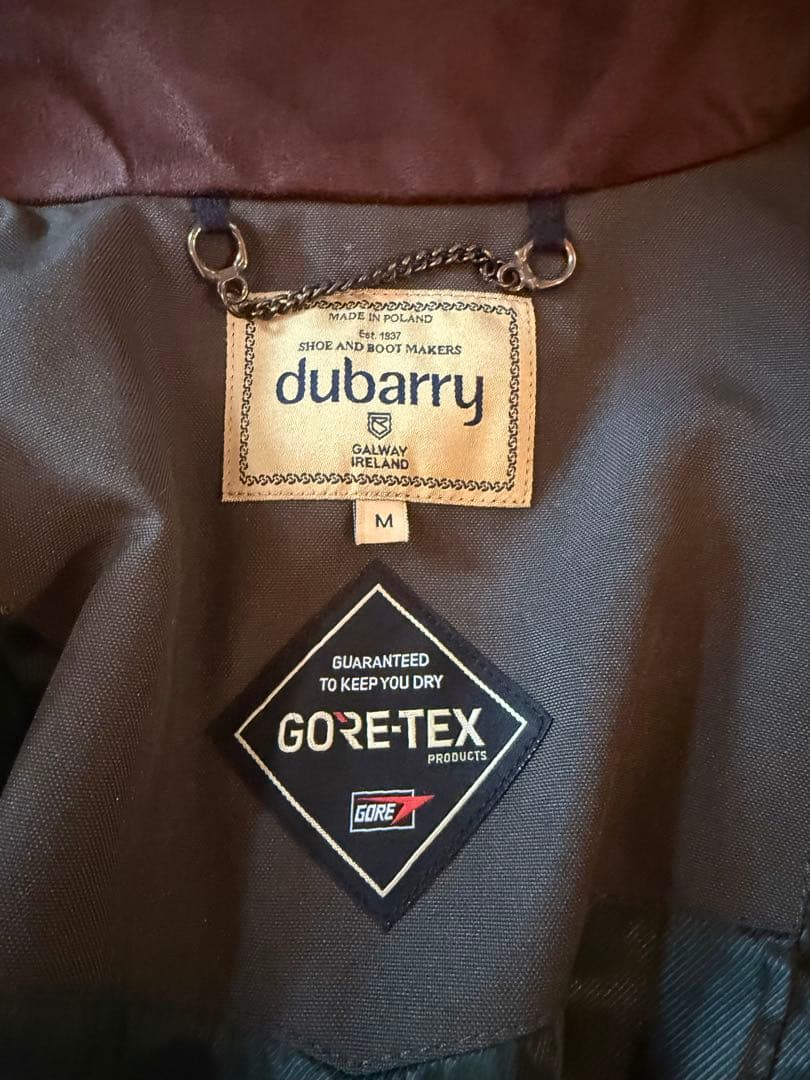 MADE IN POLAND
Est. 1937
SHOE AND BOOT MAKERS
dubarry
GALWAY
IRELAND
M
GUARANTEED
TO KEEP YOU DRY
GORE-TEX
PRODUCTS
GORE